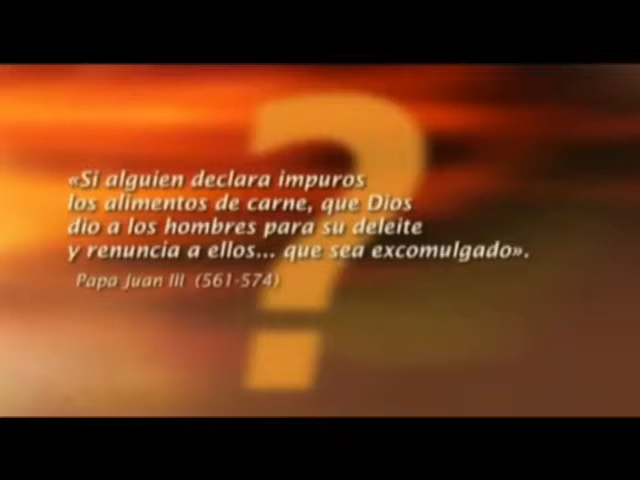 «Si alguien declara impuros
los alimentos de carne, que Dios
dio a los hombres para su deleite
y renuncia a ellos... que sea excomulgado».
Papa Juan III (561-574)
?